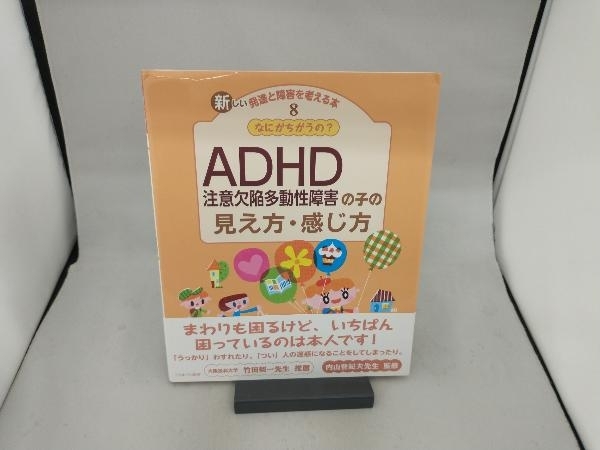 新しい発達と障害を考える本
8
なにがちがうの?
ADHD
注意欠陥多動性障害の子の
見え方・感じ方
まわりも困るけど、いちばん
困っているのは本人です!
「うっかり」わすれたり、「つい」人の迷惑になることをしてしまったり。
竹田契一先生 推薦
内山登紀夫先生 監修